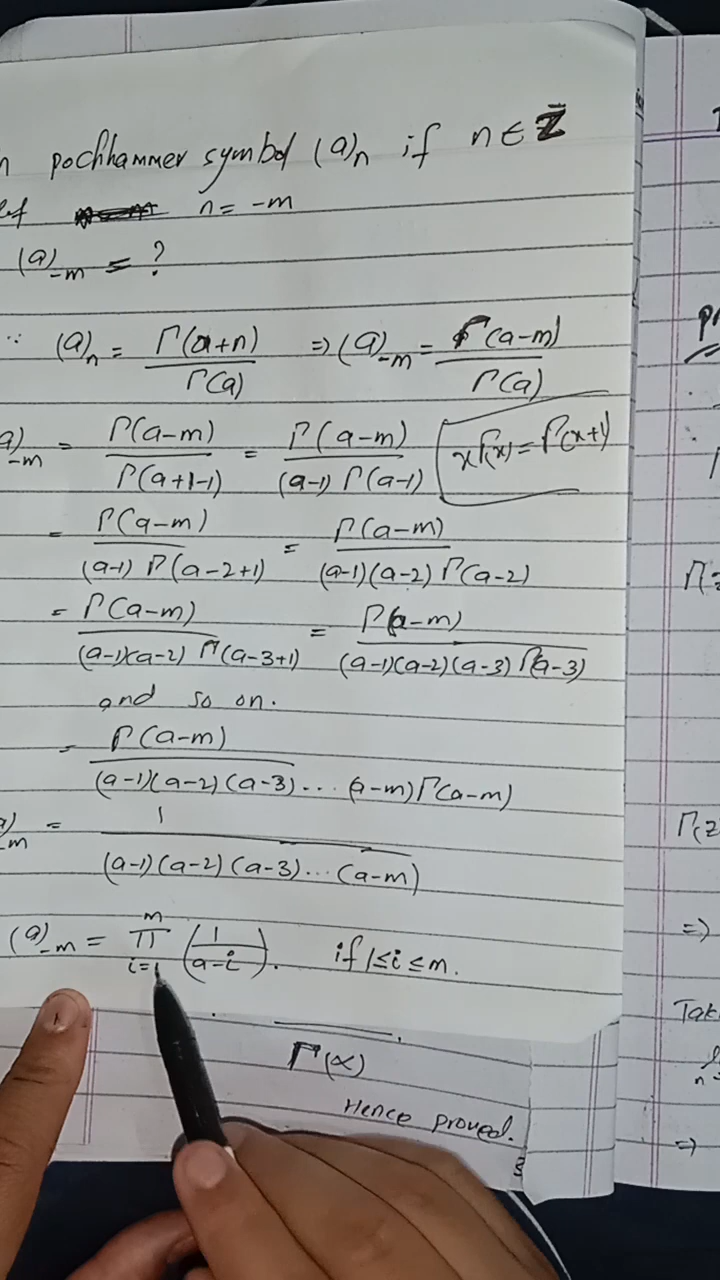 pochhammer symbol (a)n if n∈Z
n = -m
(a)-m = ?
∵ (a)n = Γ(a+n)/Γ(a) ⇒ (a)-m = Γ(a-m)/Γ(a)
a)-m = Γ(a-m)/Γ(a+1-1) = Γ(a-m)/(a-1) Γ(a-1) xΓ(x) = Γ(x+1)
= Γ(a-m)/(a-1) Γ(a-2+1) = Γ(a-m)/(a-1)(a-2) Γ(a-2)
= Γ(a-m)/(a-1)(a-2) Γ(a-3+1) = Γ(a-m)/(a-1)(a-2)(a-3) Γ(a-3)
and so on.
= Γ(a-m)/(a-1)(a-2)(a-3)...(a-m)Γ(a-m)
a)-m = 1/(a-1)(a-2)(a-3)...(a-m)
(a)-m = m Π i=1 (1/a-i). if 1≤i≤m.
Γ(α)
Hence proved.
Γ(z
⇒)
Tak
n
⇒)